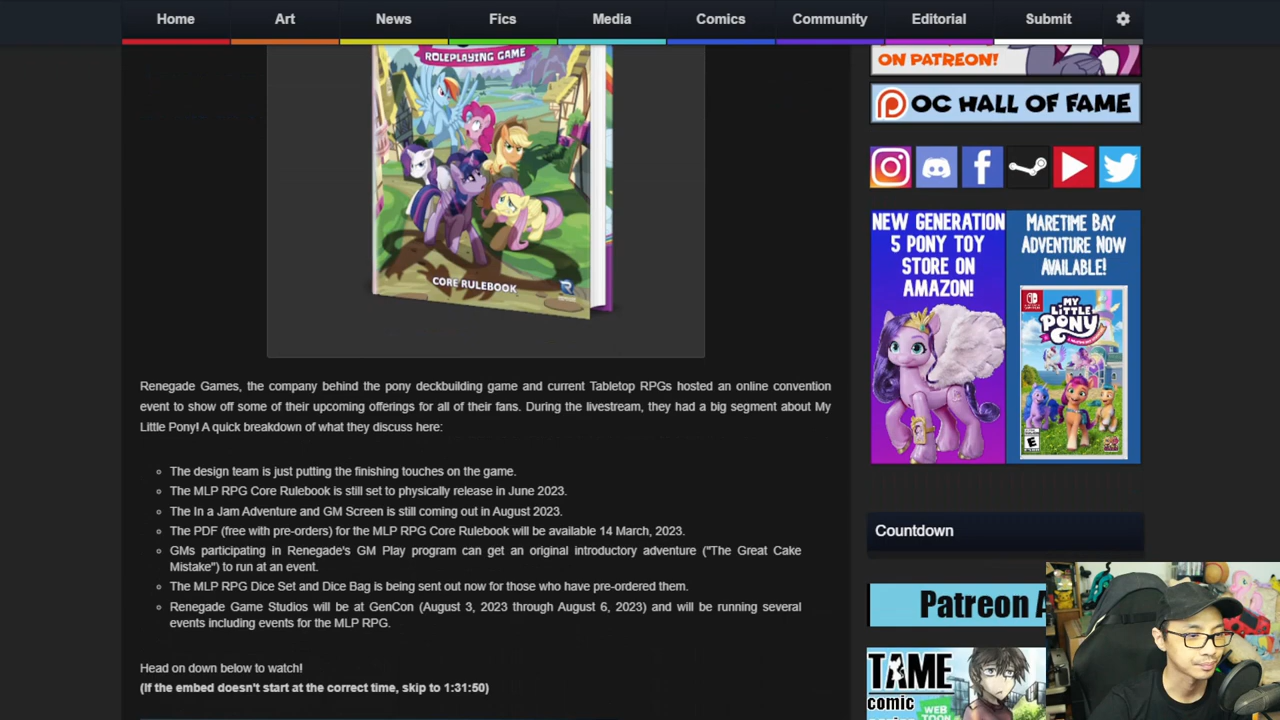 Home Art News Fics Media Comics Community Editorial Submit
ROLEPLAYING GAME
CORE RULEBOOK
RENEGADE
Renegade Games, the company behind the pony deckbuilding game and current Tabletop RPGs hosted an online convention
event to show off some of their upcoming offerings for all of their fans. During the livestream, they had a big segment about My
Little Pony! A quick breakdown of what they discuss here:
The design team is just putting the finishing touches on the game.
The MLP RPG Core Rulebook is still set to physically release in June 2023.
The In a Jam Adventure and GM Screen is still coming out in August 2023.
The PDF (free with pre-orders) for the MLP RPG Core Rulebook will be available 14 March, 2023.
GMs participating in Renegade's GM Play program can get an original introductory adventure ("The Great Cake
Mistake") to run at an event.
The MLP RPG Dice Set and Dice Bag is being sent out now for those who have pre-ordered them.
Renegade Game Studios will be at GenCon (August 3, 2023 through August 6, 2023) and will be running several
events including events for the MLP RPG.
Head on down below to watch!
(If the embed doesn't start at the correct time, skip to 1:31:50)
ON PATREON!
OC HALL OF FAME
NEW GENERATION
5 PONY TOY
STORE ON
AMAZON!
MARETIME BAY
ADVENTURE NOW
AVAILABLE!
MY
LITTLE
PONY
E
Countdown
Patreon A
TAME
comic
WEB
TOON